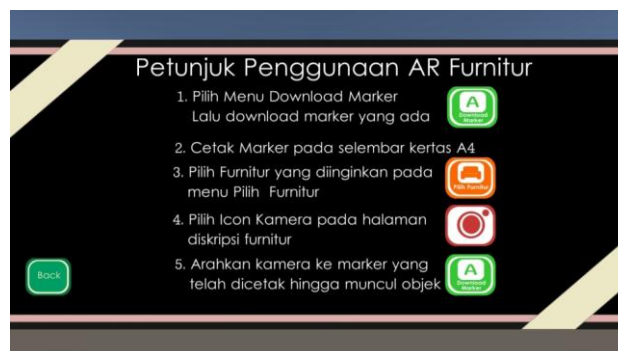 Petunjuk Penggunaan AR Furnitur
1. Pilih Menu Download Marker
Lalu download marker yang ada
A
Download
Marker
2. Cetak Marker pada selembar kertas A4
3. Pilih Furnitur yang diinginkan pada
menu Pilih Furnitur
Pilih Furnitur
4. Pilih Icon Kamera pada halaman
diskripsi furnitur
5. Arahkan kamera ke marker yang
telah dicetak hingga muncul objek
A
Download
Marker
Back